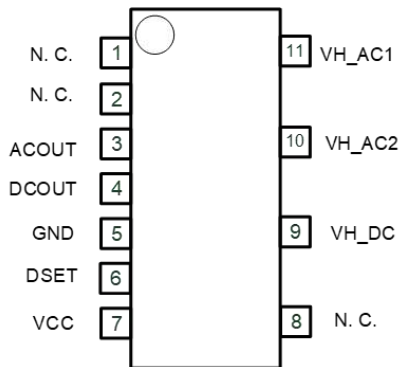 N. C. 1
N. C. 2
ACOUT 3
DCOUT 4
GND 5
DSET 6
VCC 7
11 VH_AC1
10 VH_AC2
9 VH_DC
8 N. C.